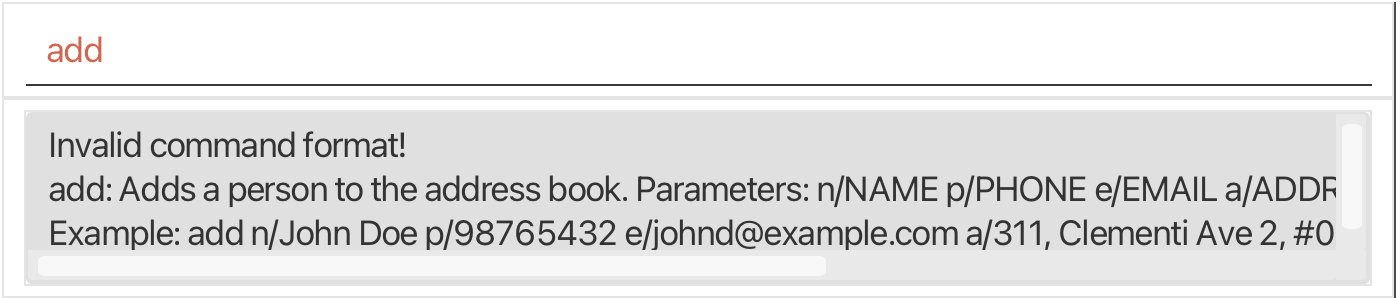 add
Invalid command format!
add: Adds a person to the address book. Parameters: n/NAME p/PHONE e/EMAIL a/ADDR
Example: add n/John Doe p/98765432 e/johnd@example.com a/311, Clementi Ave 2, #0